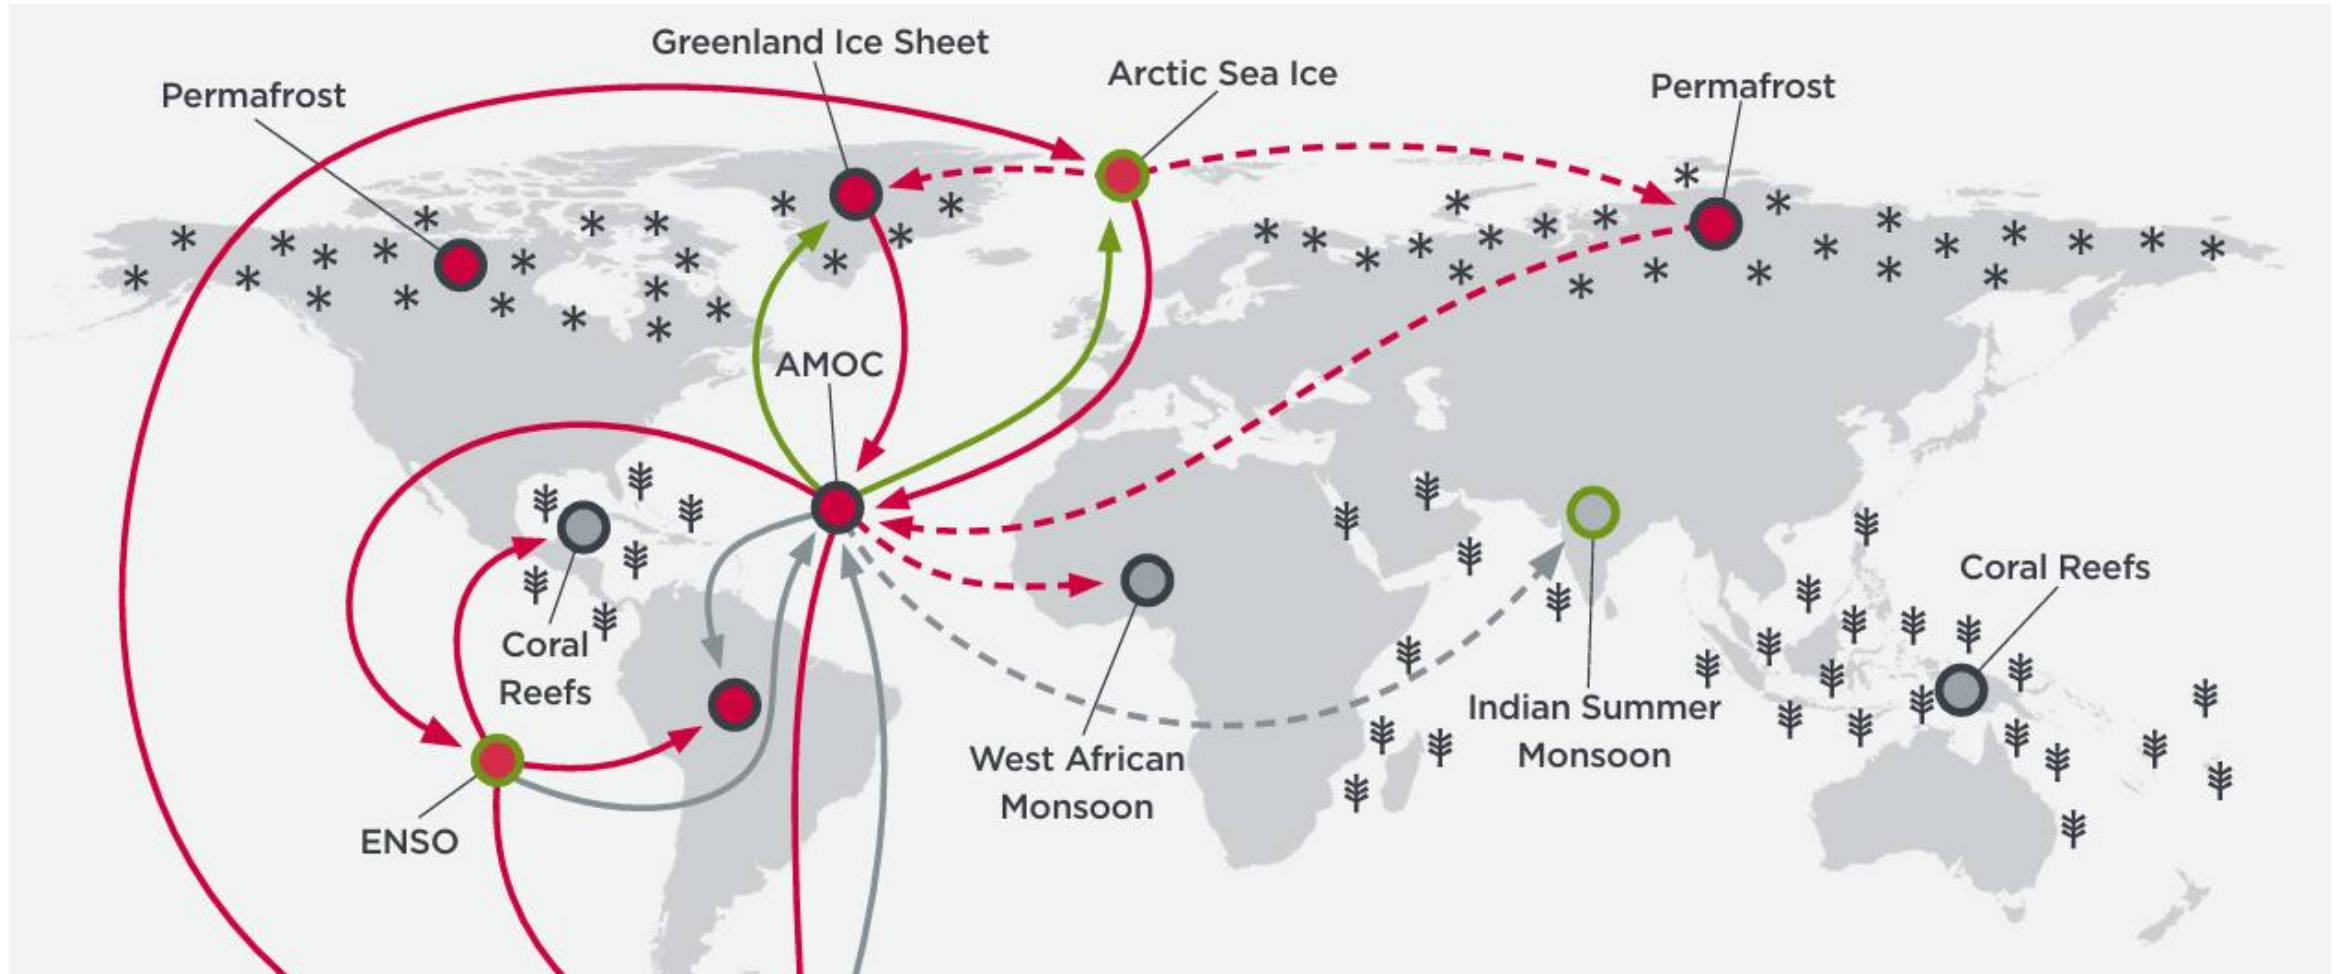 Greenland Ice Sheet
Arctic Sea Ice
Permafrost
Permafrost
AMOC
Coral Reefs
Coral
Reefs
Indian Summer
Monsoon
West African
Monsoon
ENSO